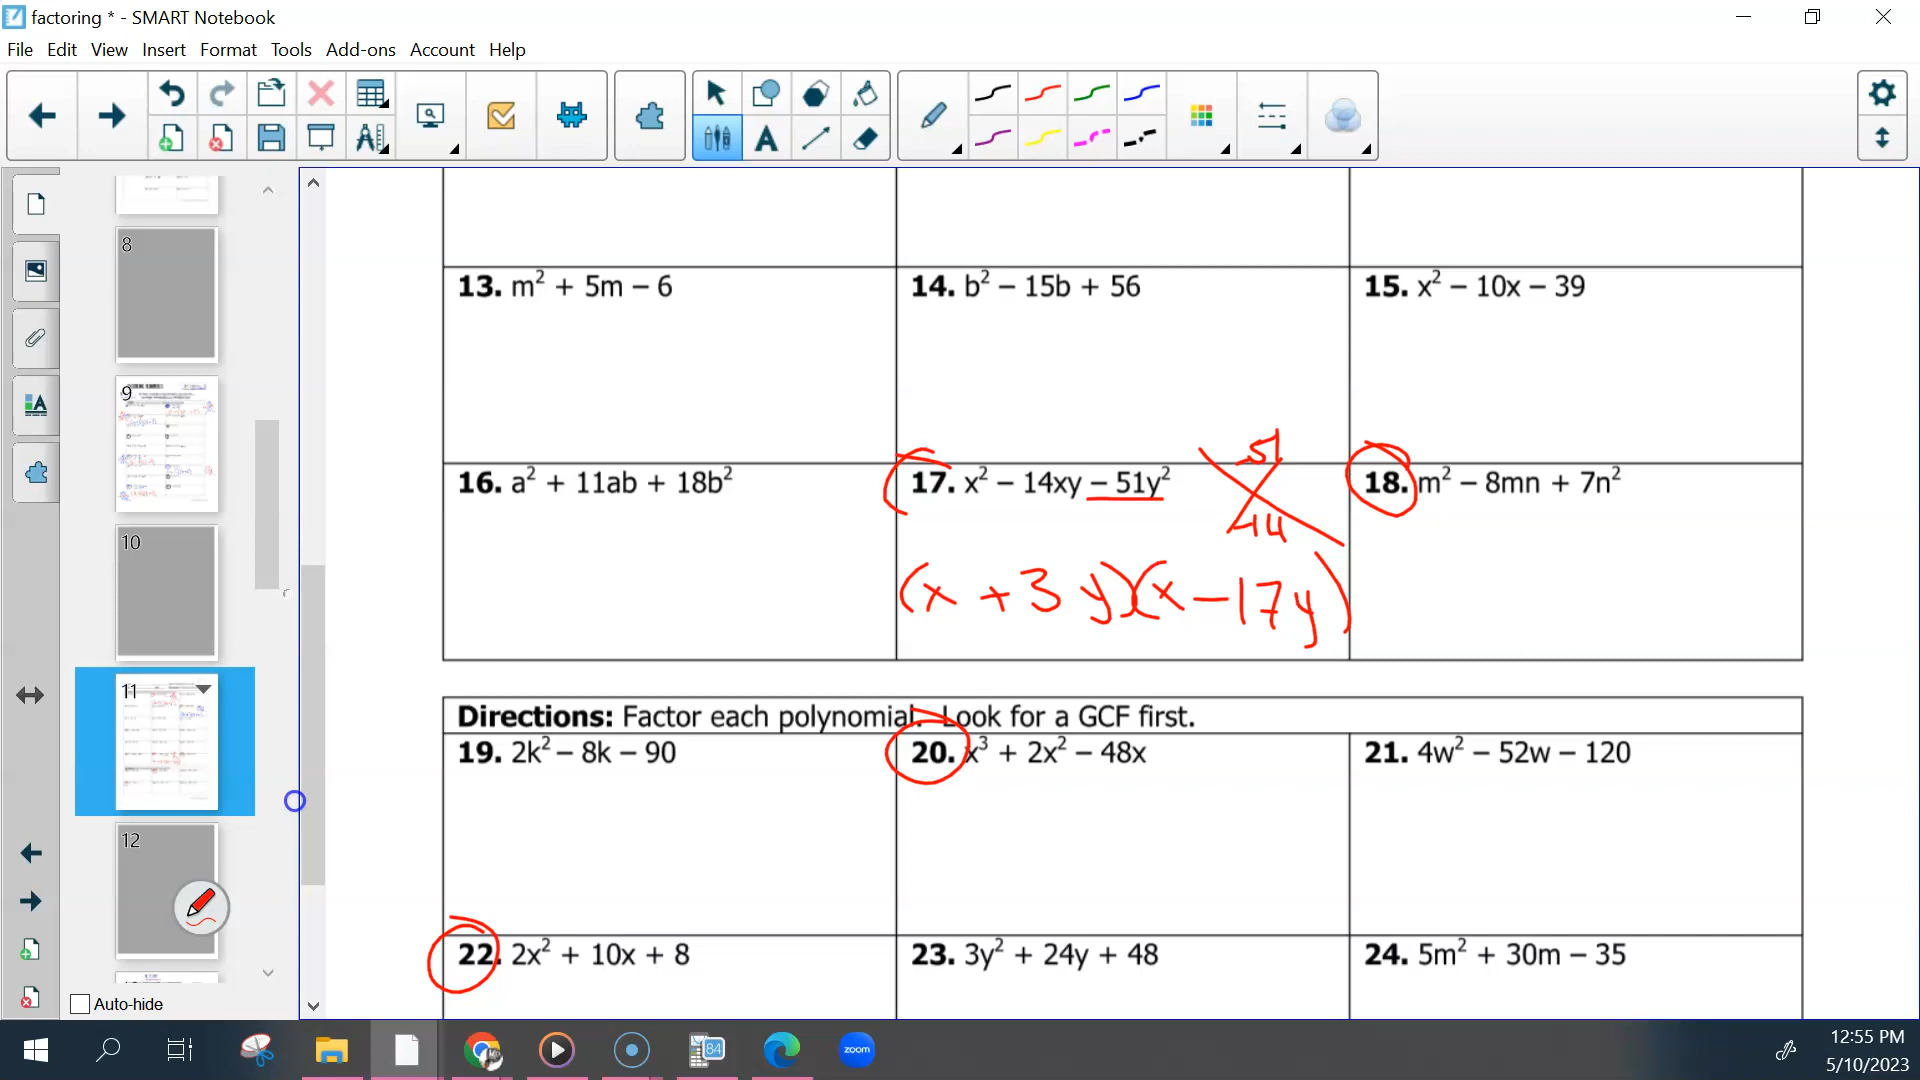 factoring * - SMART Notebook
File Edit View Insert Format Tools Add-ons Account Help
8
9
10
11
12
Auto-hide
13. m² + 5m – 6
14. b² – 15b + 56
15. x² – 10x – 39
16. a² + 11ab + 18b²
17. x² – 14xy – 51y²
-51
-14
(x + 3y)(x – 17y)
18. m² – 8mn + 7n²
Directions: Factor each polynomial. Look for a GCF first.
19. 2k² – 8k – 90
20. x³ + 2x² – 48x
21. 4w² – 52w – 120
22. 2x² + 10x + 8
23. 3y² + 24y + 48
24. 5m² + 30m – 35
84
zoom
12:55 PM
5/10/2023